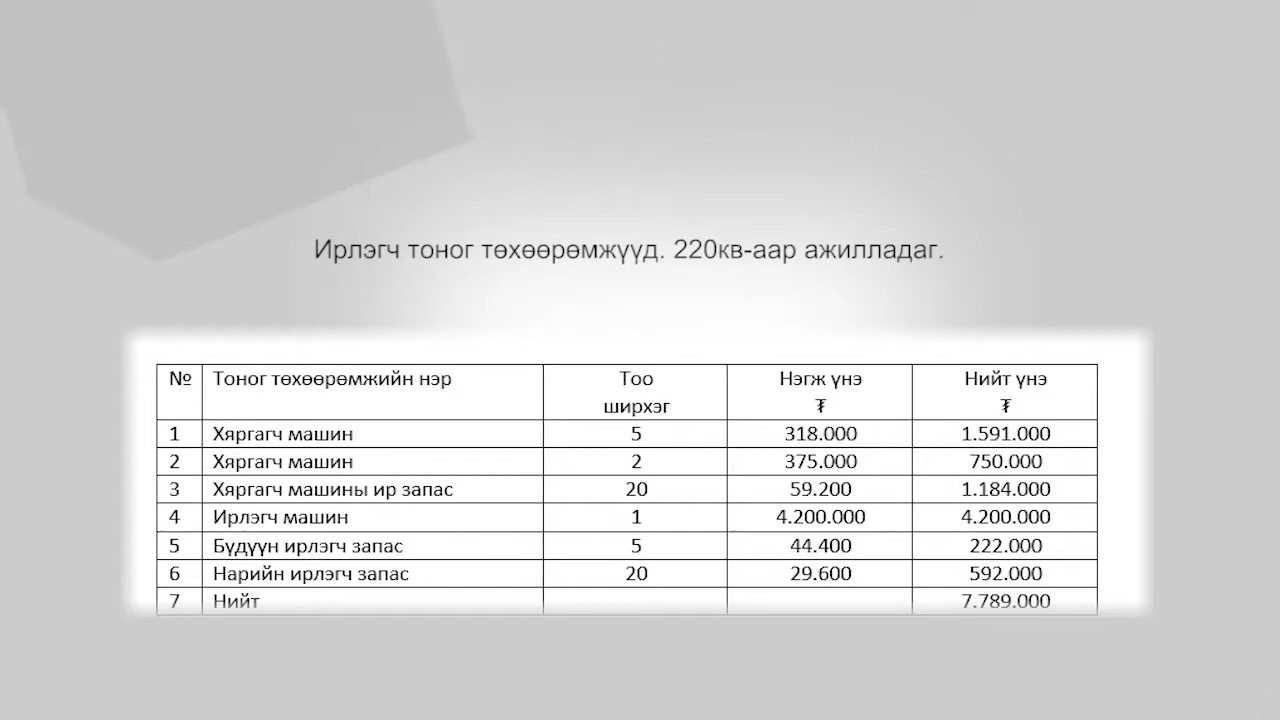 Ирлэгч тоног төхөөрөмжүүд. 220кв-аар ажилладаг.
№ Тоног төхөөрөмжийн нэр Тоо ширхэг Нэгж үнэ ₮ Нийт үнэ ₮
1 Хяргагч машин 5 318.000 1.591.000
2 Хяргагч машин 2 375.000 750.000
3 Хяргагч машины ир запас 20 59.200 1.184.000
4 Ирлэгч машин 1 4.200.000 4.200.000
5 Бүдүүн ирлэгч запас 5 44.400 222.000
6 Нарийн ирлэгч запас 20 29.600 592.000
7 Нийт 7.789.000